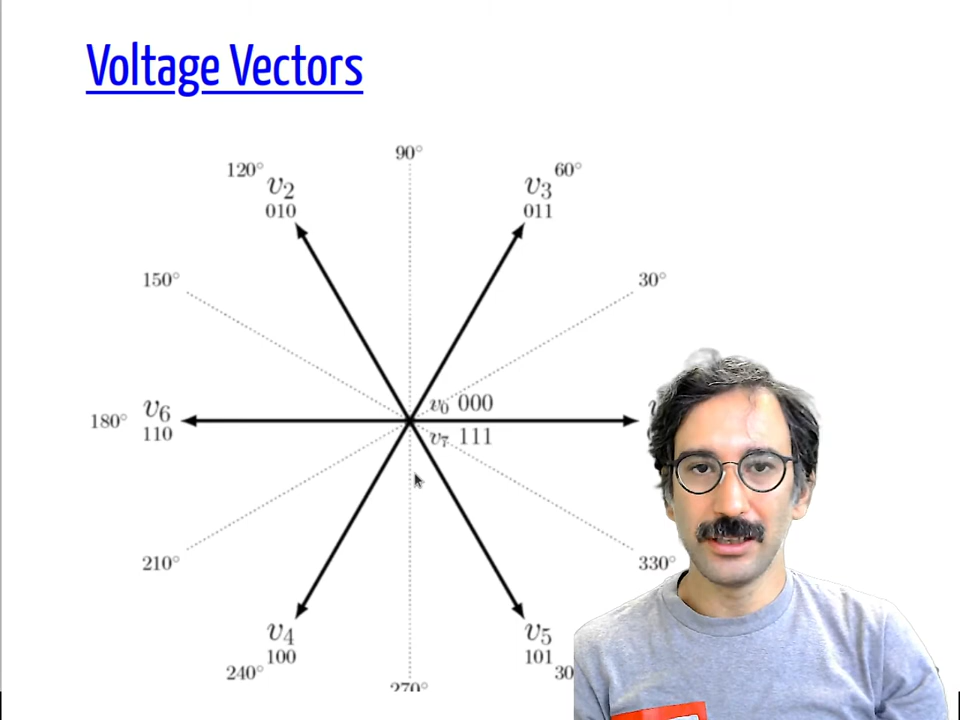 Voltage Vectors
90°
120°
v2
010
v3
011
60°
150°
30°
v0 000
180°
v6
110
v7 111
210°
330°
v4
100
v5
101
240°
270°